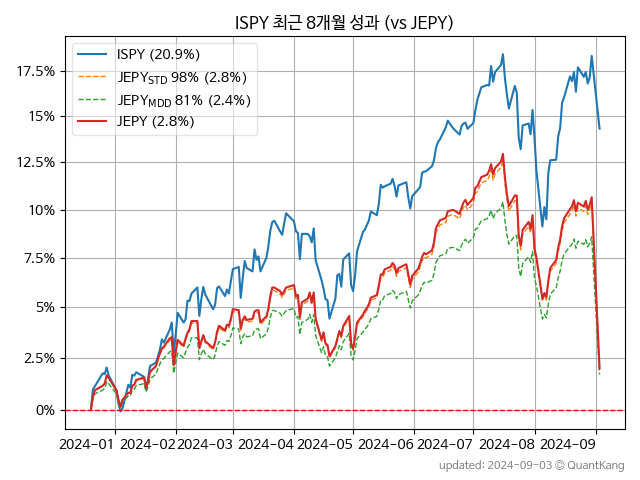 ISPY 최근 8개월 성과 (vs JEPY)
ISPY (20.9%)
JEPY_STD 98% (2.8%)
JEPY_MDD 81% (2.4%)
JEPY (2.8%)
17.5%
15%
12.5%
10%
7.5%
5%
2.5%
0%
2024-01 2024-02 2024-03 2024-04 2024-05 2024-06 2024-07 2024-08 2024-09
updated: 2024-09-03 © QuantKang